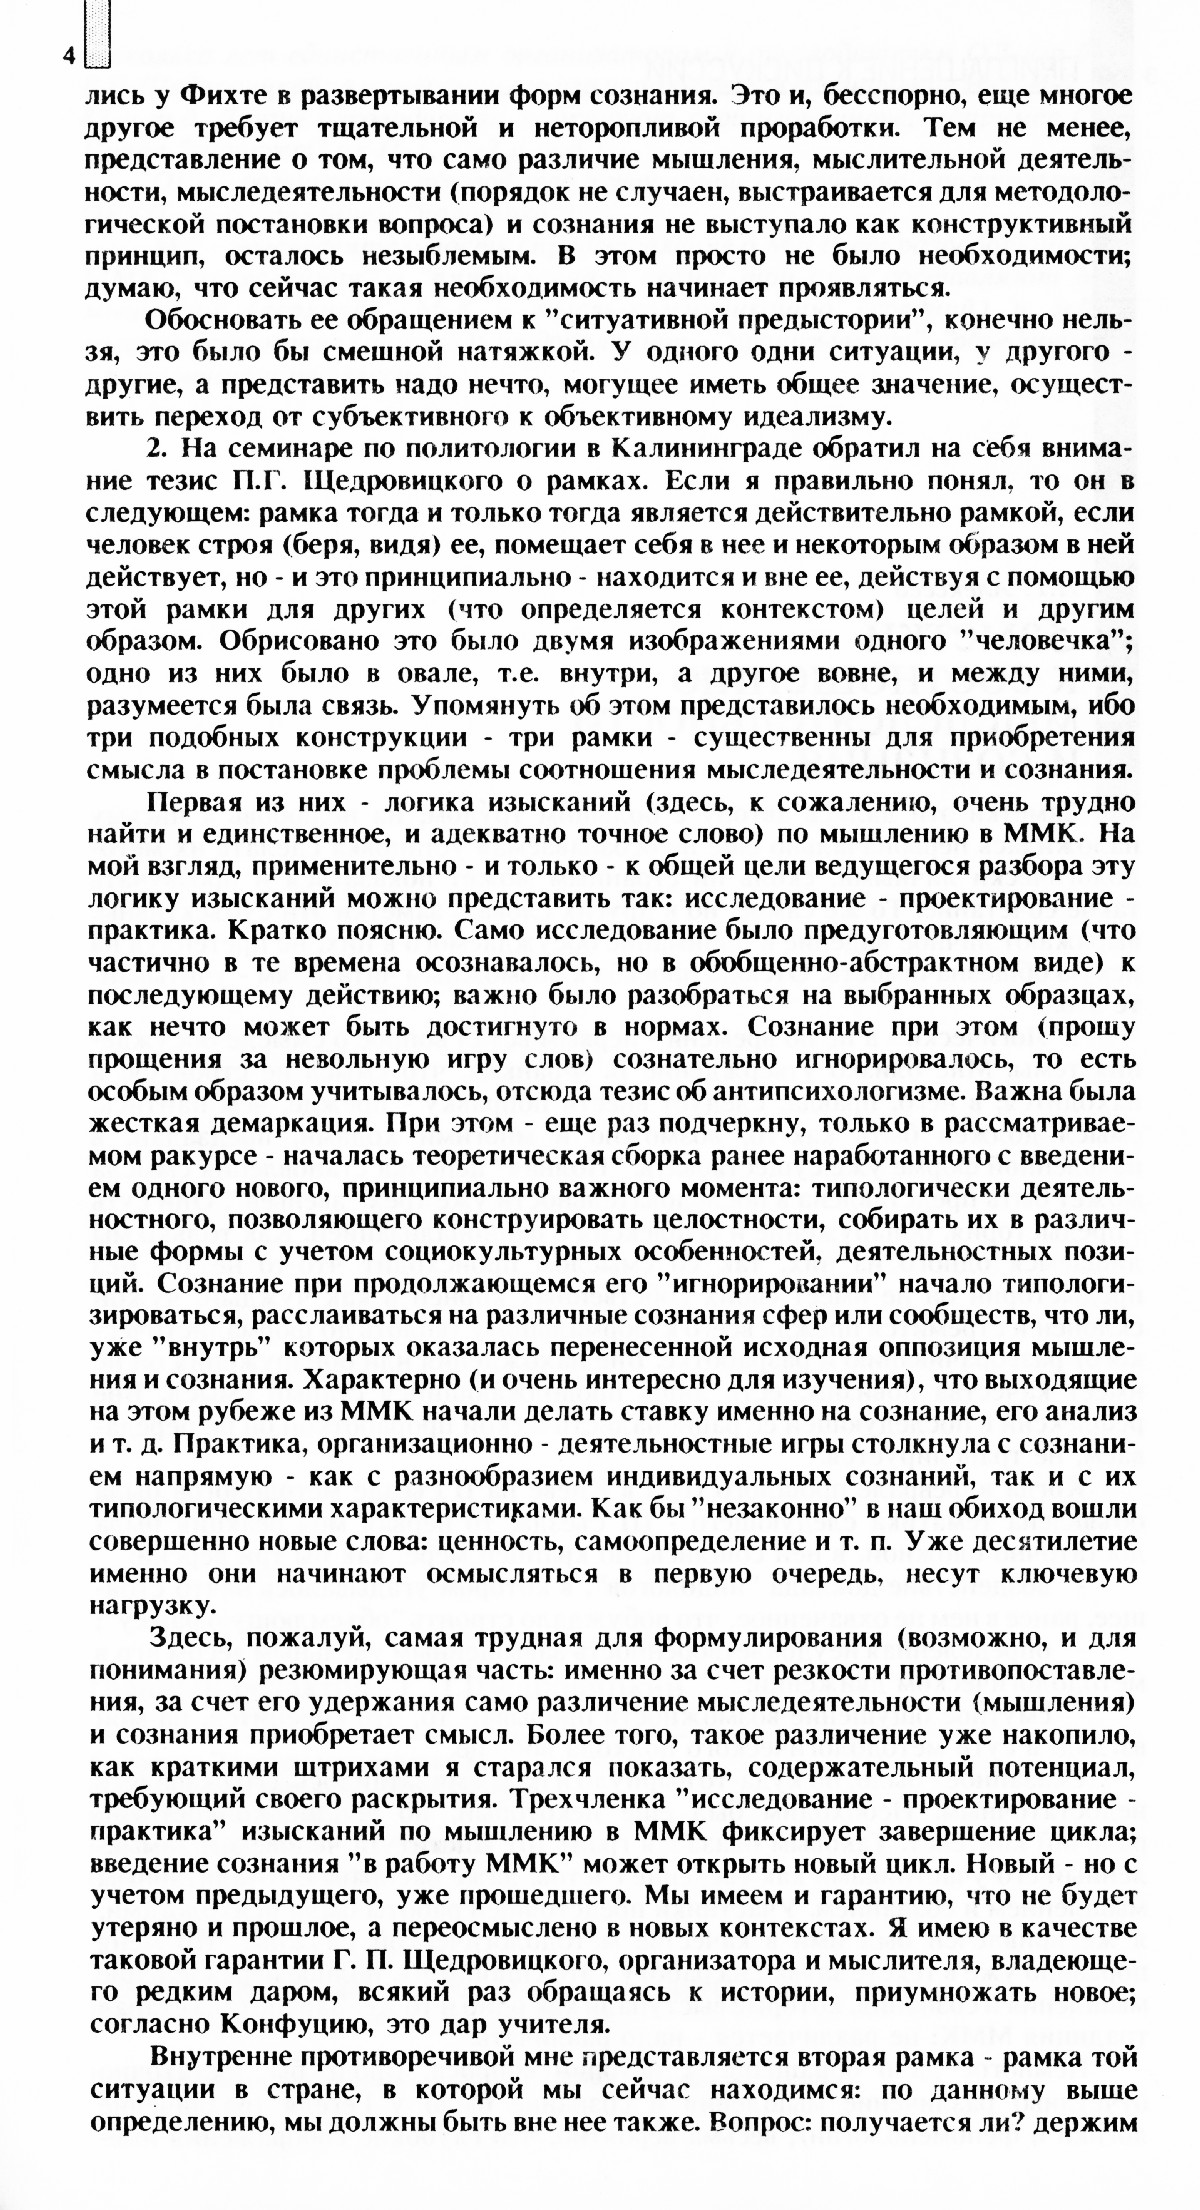 4
лись у Фихте в развертывании форм сознания. Это и, бесспорно, еще многое
другое требует тщательной и неторопливой проработки. Тем не менее,
представление о том, что само различие мышления, мыслительной деятель-
ности, мыследеятельности (порядок не случаен, выстраивается для методоло-
гической постановки вопроса) и сознания не выступало как конструктивный
принцип, осталось незыблемым. В этом просто не было необходимости;
думаю, что сейчас такая необходимость начинает проявляться.
Обосновать ее обращением к ”ситуативной предыстории”, конечно нель-
зя, это было бы смешной натяжкой. У одного одни ситуации, у другого -
другие, а представить надо нечто, могущее иметь общее значение, осущест-
вить переход от субъективного к объективному идеализму.
2. На семинаре по политологии в Калининграде обратил на себя внима-
ние тезис П.Г. Щедровицкого о рамках. Если я правильно понял, то он в
следующем: рамка тогда и только тогда является действительно рамкой, если
человек строя (беря, видя) ее, помещает себя в нее и некоторым образом в ней
действует, но - и это принципиально - находится и вне ее, действуя с помощью
этой рамки для других (что определяется контекстом) целей и другим
образом. Обрисовано это было двумя изображениями одного ”человечка”;
одно из них было в овале, т.е. внутри, а другое вовне, и между ними,
разумеется была связь. Упомянуть об этом представилось необходимым, ибо
три подобных конструкции - три рамки - существенны для приобретения
смысла в постановке проблемы соотношения мыследеятельности и сознания.
Первая из них - логика изысканий (здесь, к сожалению, очень трудно
найти и единственное, и адекватно точное слово) по мышлению в ММК. На
мой взгляд, применительно - и только - к общей цели ведущегося разбора эту
логику изысканий можно представить так: исследование - проектирование -
практика. Кратко поясню. Само исследование было предуготовляющим (что
частично в те времена осознавалось, но в обобщенно-абстрактном виде) к
последующему действию; важно было разобраться на выбранных образцах,
как нечто может быть достигнуто в нормах. Сознание при этом (прошу
прощения за невольную игру слов) сознательно игнорировалось, то есть
особым образом учитывалось, отсюда тезис об антипсихологизме. Важна была
жесткая демаркация. При этом - еще раз подчеркну, только в рассматривае-
мом ракурсе - началась теоретическая сборка ранее наработанного с введени-
ем одного нового, принципиально важного момента: типологически деятель-
ностного, позволяющего конструировать целостности, собирать их в различ-
ные формы с учетом социокультурных особенностей, деятельностных пози-
ций. Сознание при продолжающемся его ”игнорировании” начало типологи-
зироваться, расслаиваться на различные сознания сфер или сообществ, что ли,
уже ”внутрь” которых оказалась перенесенной исходная оппозиция мышле-
ния и сознания. Характерно (и очень интересно для изучения), что выходящие
на этом рубеже из ММК начали делать ставку именно на сознание, его анализ
и т. д. Практика, организационно - деятельностные игры столкнула с сознани-
ем напрямую - как с разнообразием индивидуальных сознаний, так и с их
типологическими характеристиками. Как бы ”незаконно” в наш обиход вошли
совершенно новые слова: ценность, самоопределение и т. п. Уже десятилетие
именно они начинают осмысляться в первую очередь, несут ключевую
нагрузку.
Здесь, пожалуй, самая трудная для формулирования (возможно, и для
понимания) резюмирующая часть: именно за счет резкости противопоставле-
ния, за счет его удержания само различение мыследеятельности (мышления)
и сознания приобретает смысл. Более того, такое различение уже накопило,
как краткими штрихами я старался показать, содержательный потенциал,
требующий своего раскрытия. Трехчленка ”исследование - проектирование -
практика” изысканий по мышлению в ММК фиксирует завершение цикла;
введение сознания ”в работу ММК” может открыть новый цикл. Новый - но с
учетом предыдущего, уже прошедшего. Мы имеем и гарантию, что не будет
утеряно и прошлое, а переосмыслено в новых контекстах. Я имею в качестве
таковой гарантии Г. П. Щедровицкого, организатора и мыслителя, владеюще-
го редким даром, всякий раз обращаясь к истории, приумножать новое;
согласно Конфуцию, это дар учителя.
Внутренне противоречивой мне представляется вторая рамка - рамка той
ситуации в стране, в которой мы сейчас находимся: по данному выше
определению, мы должны быть вне нее также. Вопрос: получается ли? держим